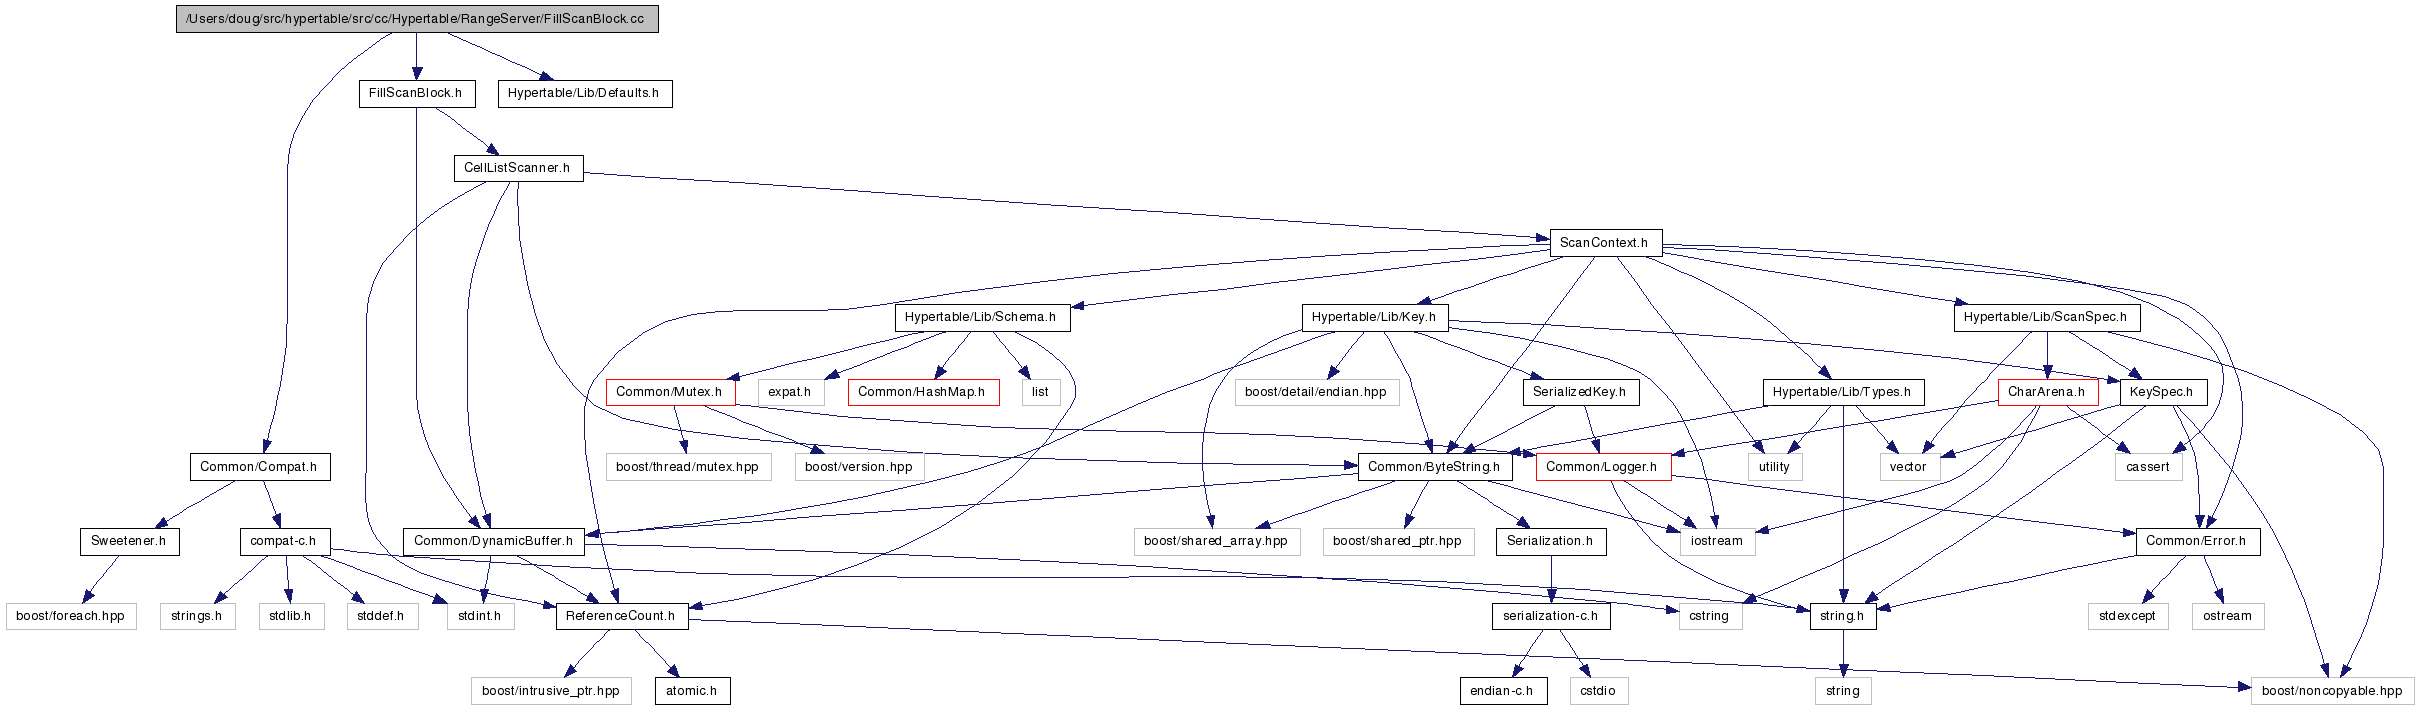 /Users/doug/src/hypertable/src/cc/Hypertable/RangeServer/FillScanBlock.cc
FillScanBlock.h
Hypertable/Lib/Defaults.h
CellListScanner.h
ScanContext.h
Hypertable/Lib/Schema.h
Hypertable/Lib/Key.h
Hypertable/Lib/ScanSpec.h
Common/Mutex.h
expat.h
Common/HashMap.h
list
boost/detail/endian.hpp
SerializedKey.h
Hypertable/Lib/Types.h
CharArena.h
KeySpec.h
Common/Compat.h
boost/thread/mutex.hpp
boost/version.hpp
Common/ByteString.h
Common/Logger.h
utility
vector
cassert
Sweetener.h
compat-c.h
Common/DynamicBuffer.h
boost/shared_array.hpp
boost/shared_ptr.hpp
Serialization.h
iostream
Common/Error.h
boost/foreach.hpp
strings.h
stdlib.h
stddef.h
stdint.h
ReferenceCount.h
serialization-c.h
cstring
string.h
stdexcept
ostream
boost/intrusive_ptr.hpp
atomic.h
endian-c.h
cstdio
string
boost/noncopyable.hpp